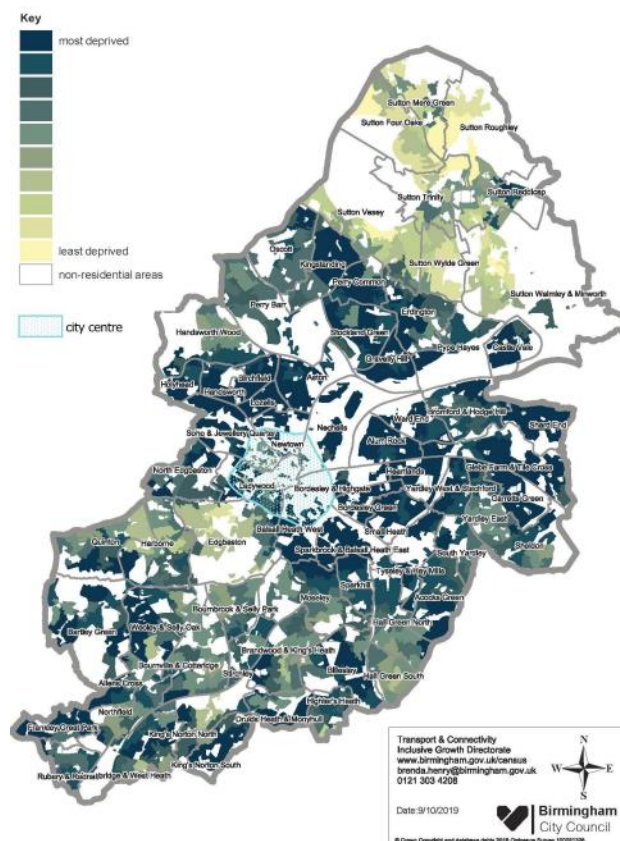 Key
most deprived
least deprived
non-residential areas
city centre
Sutton Mere Green
Sutton Four Oaks
Sutton Roughley
Sutton Trinity
Sutton Reddicap
Sutton Vesey
Sutton Wylde Green
Sutton Walmley & Minworth
Oscott
Kingstanding
Perry Common
Perry Barr
Erdington
Stockland Green
Handsworth Wood
Pype Hayes
Castle Vale
Gravelly Hill
Birchfield
Aston
Holyhead
Handsworth
Lozells
Bromford & Hodge Hill
Ward End
Nechells
Shard End
Soho & Jewellery Quarter
Newtown
Alum Rock
North Edgbaston
Heartlands
Glebe Farm & Tile Cross
Ladywood
Bordesley & Highgate
Yardley West & Stechford
Garretts Green
Bordesley Green
Small Heath
Yardley East
Balsall Heath West
Sheldon
Quinton
Harborne
Edgbaston
South Yardley
Sparkbrook & Balsall Heath East
Tyseley & Hay Mills
Sparkhill
Moseley
Acocks Green
Bournbrook & Selly Park
Bartley Green
Weoley & Selly Oak
Hall Green North
Brandwood & King's Heath
Bournville & Cotteridge
Stirchley
Billesley
Hall Green South
Allens Cross
Highter's Heath
Northfield
Druids Heath & Monyhull
Frankley Great Park
King's Norton North
King's Norton South
Transport & Connectivity
Inclusive Growth Directorate
www.birmingham.gov.uk/census
brenda.henry@birmingham.gov.uk
0121 303 4208
Date:9/10/2019
N
W E
S
Birmingham
City Council